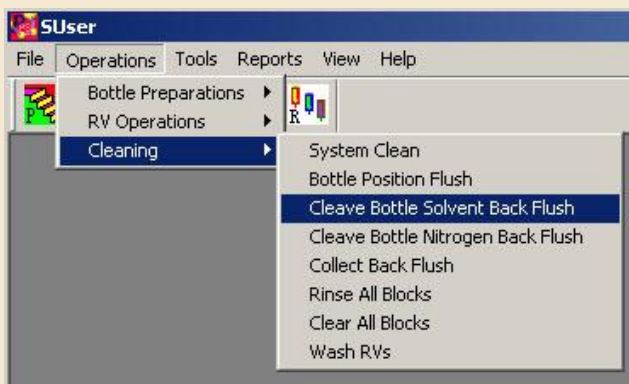 SUser
File Operations Tools Reports View Help
Bottle Preparations
RV Operations
Cleaning
P
R
System Clean
Bottle Position Flush
Cleave Bottle Solvent Back Flush
Cleave Bottle Nitrogen Back Flush
Collect Back Flush
Rinse All Blocks
Clear All Blocks
Wash RVs